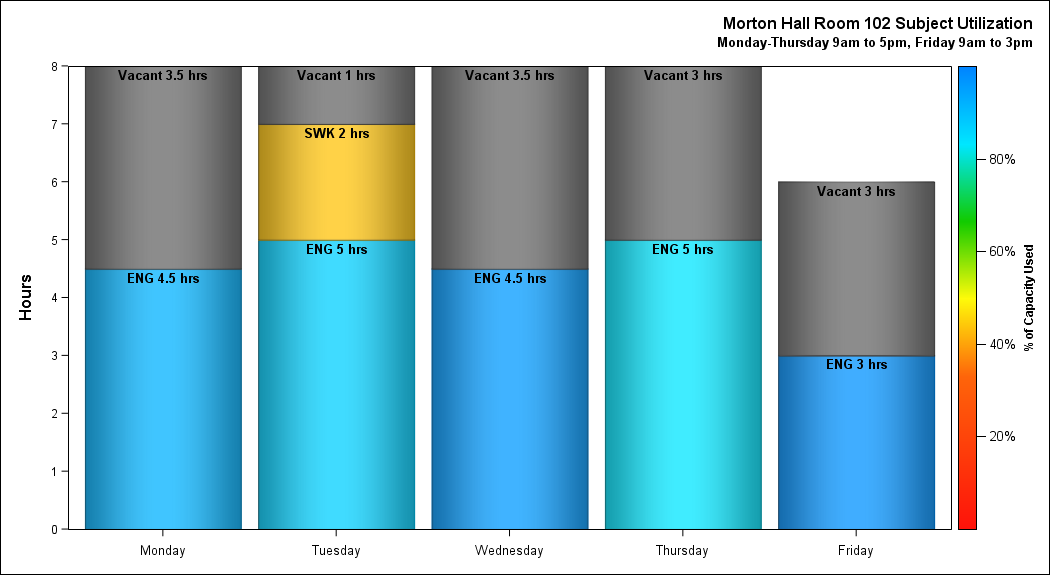 Morton Hall Room 102 Subject Utilization
Monday-Thursday 9am to 5pm, Friday 9am to 3pm
Hours
8
7
6
5
4
3
2
1
0
Vacant 3.5 hrs
ENG 4.5 hrs
Vacant 1 hrs
SWK 2 hrs
ENG 5 hrs
Vacant 3.5 hrs
ENG 4.5 hrs
Vacant 3 hrs
ENG 5 hrs
Vacant 3 hrs
ENG 3 hrs
Monday
Tuesday
Wednesday
Thursday
Friday
80%
60%
40%
20%
% of Capacity Used